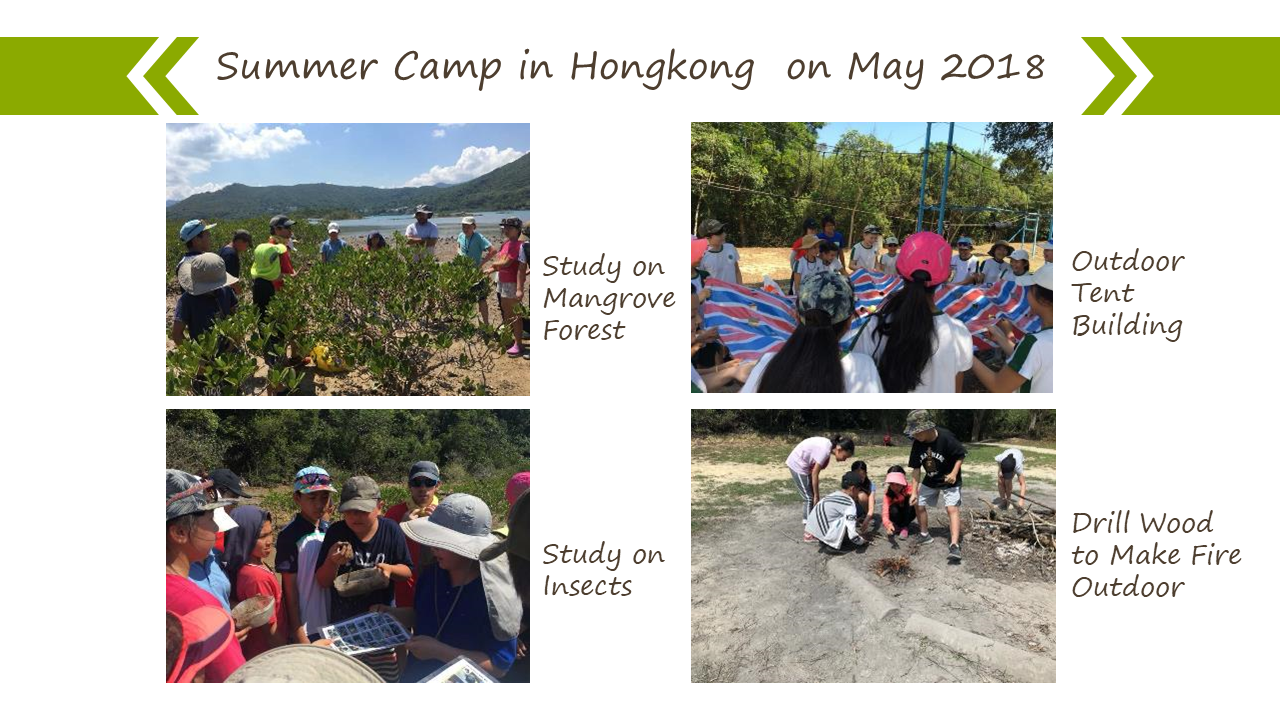 Summer Camp in Hongkong  on May 2018
Study on
Mangrove
Forest
Outdoor
Tent
Building
Study on
Insects
Drill Wood
to Make Fire
Outdoor